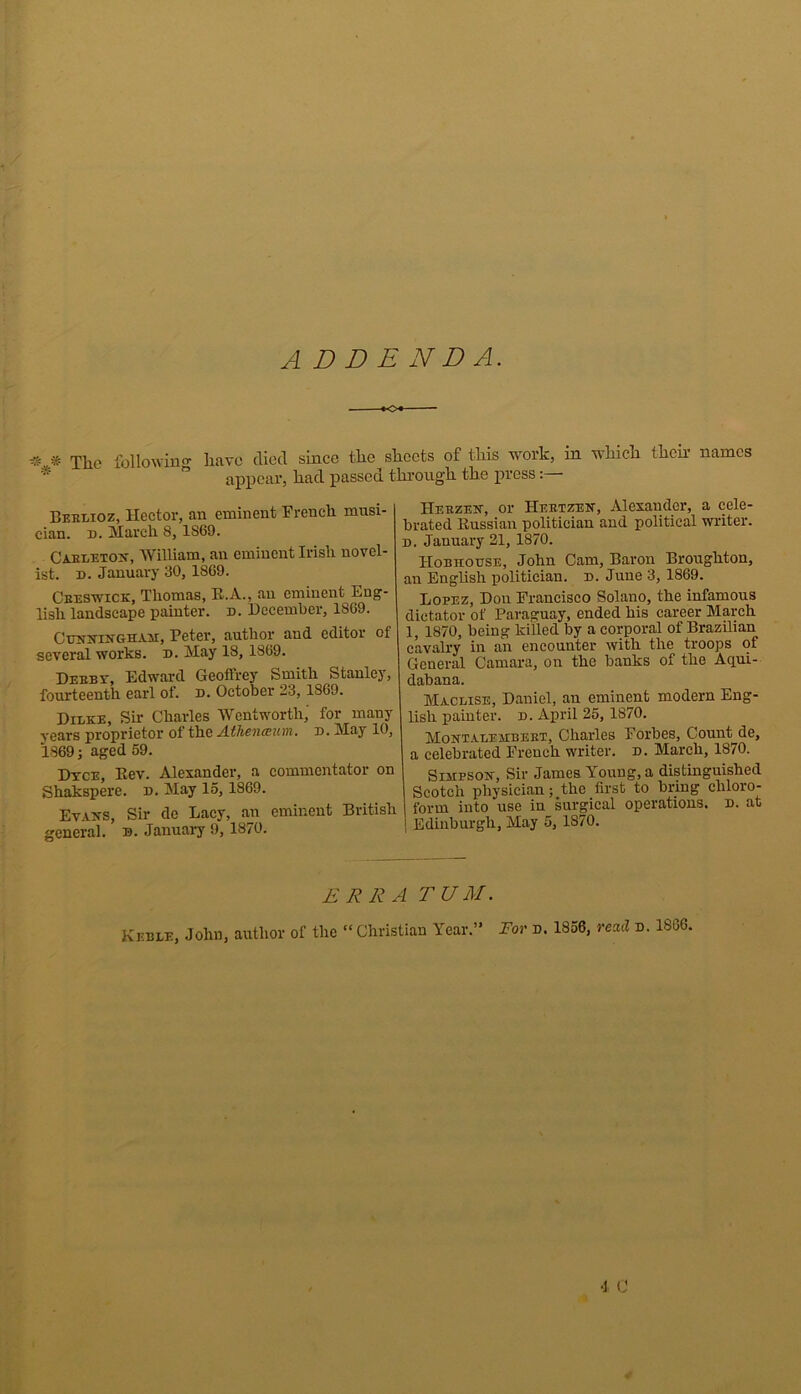 ADDENDA.
*** The following have died since the sheets of this work, in which their names
appear, had passed through the press:—
BERLIOZ, Hector, an eminent French musi-
cian. D. March 8, 1869.
CARLETON, William, an eminent Irish novel-
ist. D. January 30, 1869.
CRESWICK, Thomas, R.A., an eminent Eng-
lish landscape painter. D. December, 1869.
CUNNINGHAM, Peter, author and editor of
several works. D. May 18, 1869.
DERBY, Edward Geoffrey Smith Stanley,
fourteenth earl of. D. October 23, 1869.
DILKE, Sir Charles Wentworth, for many
years proprietor of the Athenæum. D. May 10,
1869; aged 59.
DYCE, Rev. Alexander, a commentator on
Shakspere. D. May 15, 1869.
EVANS, Sir de Lacy, an eminent British
general. B. January 9, 1870.
HERZEN, or HERTZEN, Alexander, a cele-
brated Russian politician and political writer.
D. January 21, 1870.
HOBHOUSE, John Cam, Baron Broughton,
an English politician. D. June 3, 1869.
LOPEZ, Don Francisco Solano, the infamous
dictator of Paraguay, ended his career March
1, 1870, being killed by a corporal of Brazilian
cavalry in an encounter with the troops of
General Camara, on the banks of the Aqui-
dabana.
MACLISE, Daniel, an eminent modern Eng-
lish painter. D. April 25, 1870.
MONTALEMBERT, Charles Forbes, Count de,
a celebrated French writer. D. March, 1870.
SIMPSON, Sir James Young, a distinguished
Scotch physician; the first to bring chloro-
form into use in surgical operations. D. at
Edinburgh, May 5, 1870.
ERRATUM.
KEBLE, John, author of the "Christian Year." For D. 1856, read D. 1866.
4 C